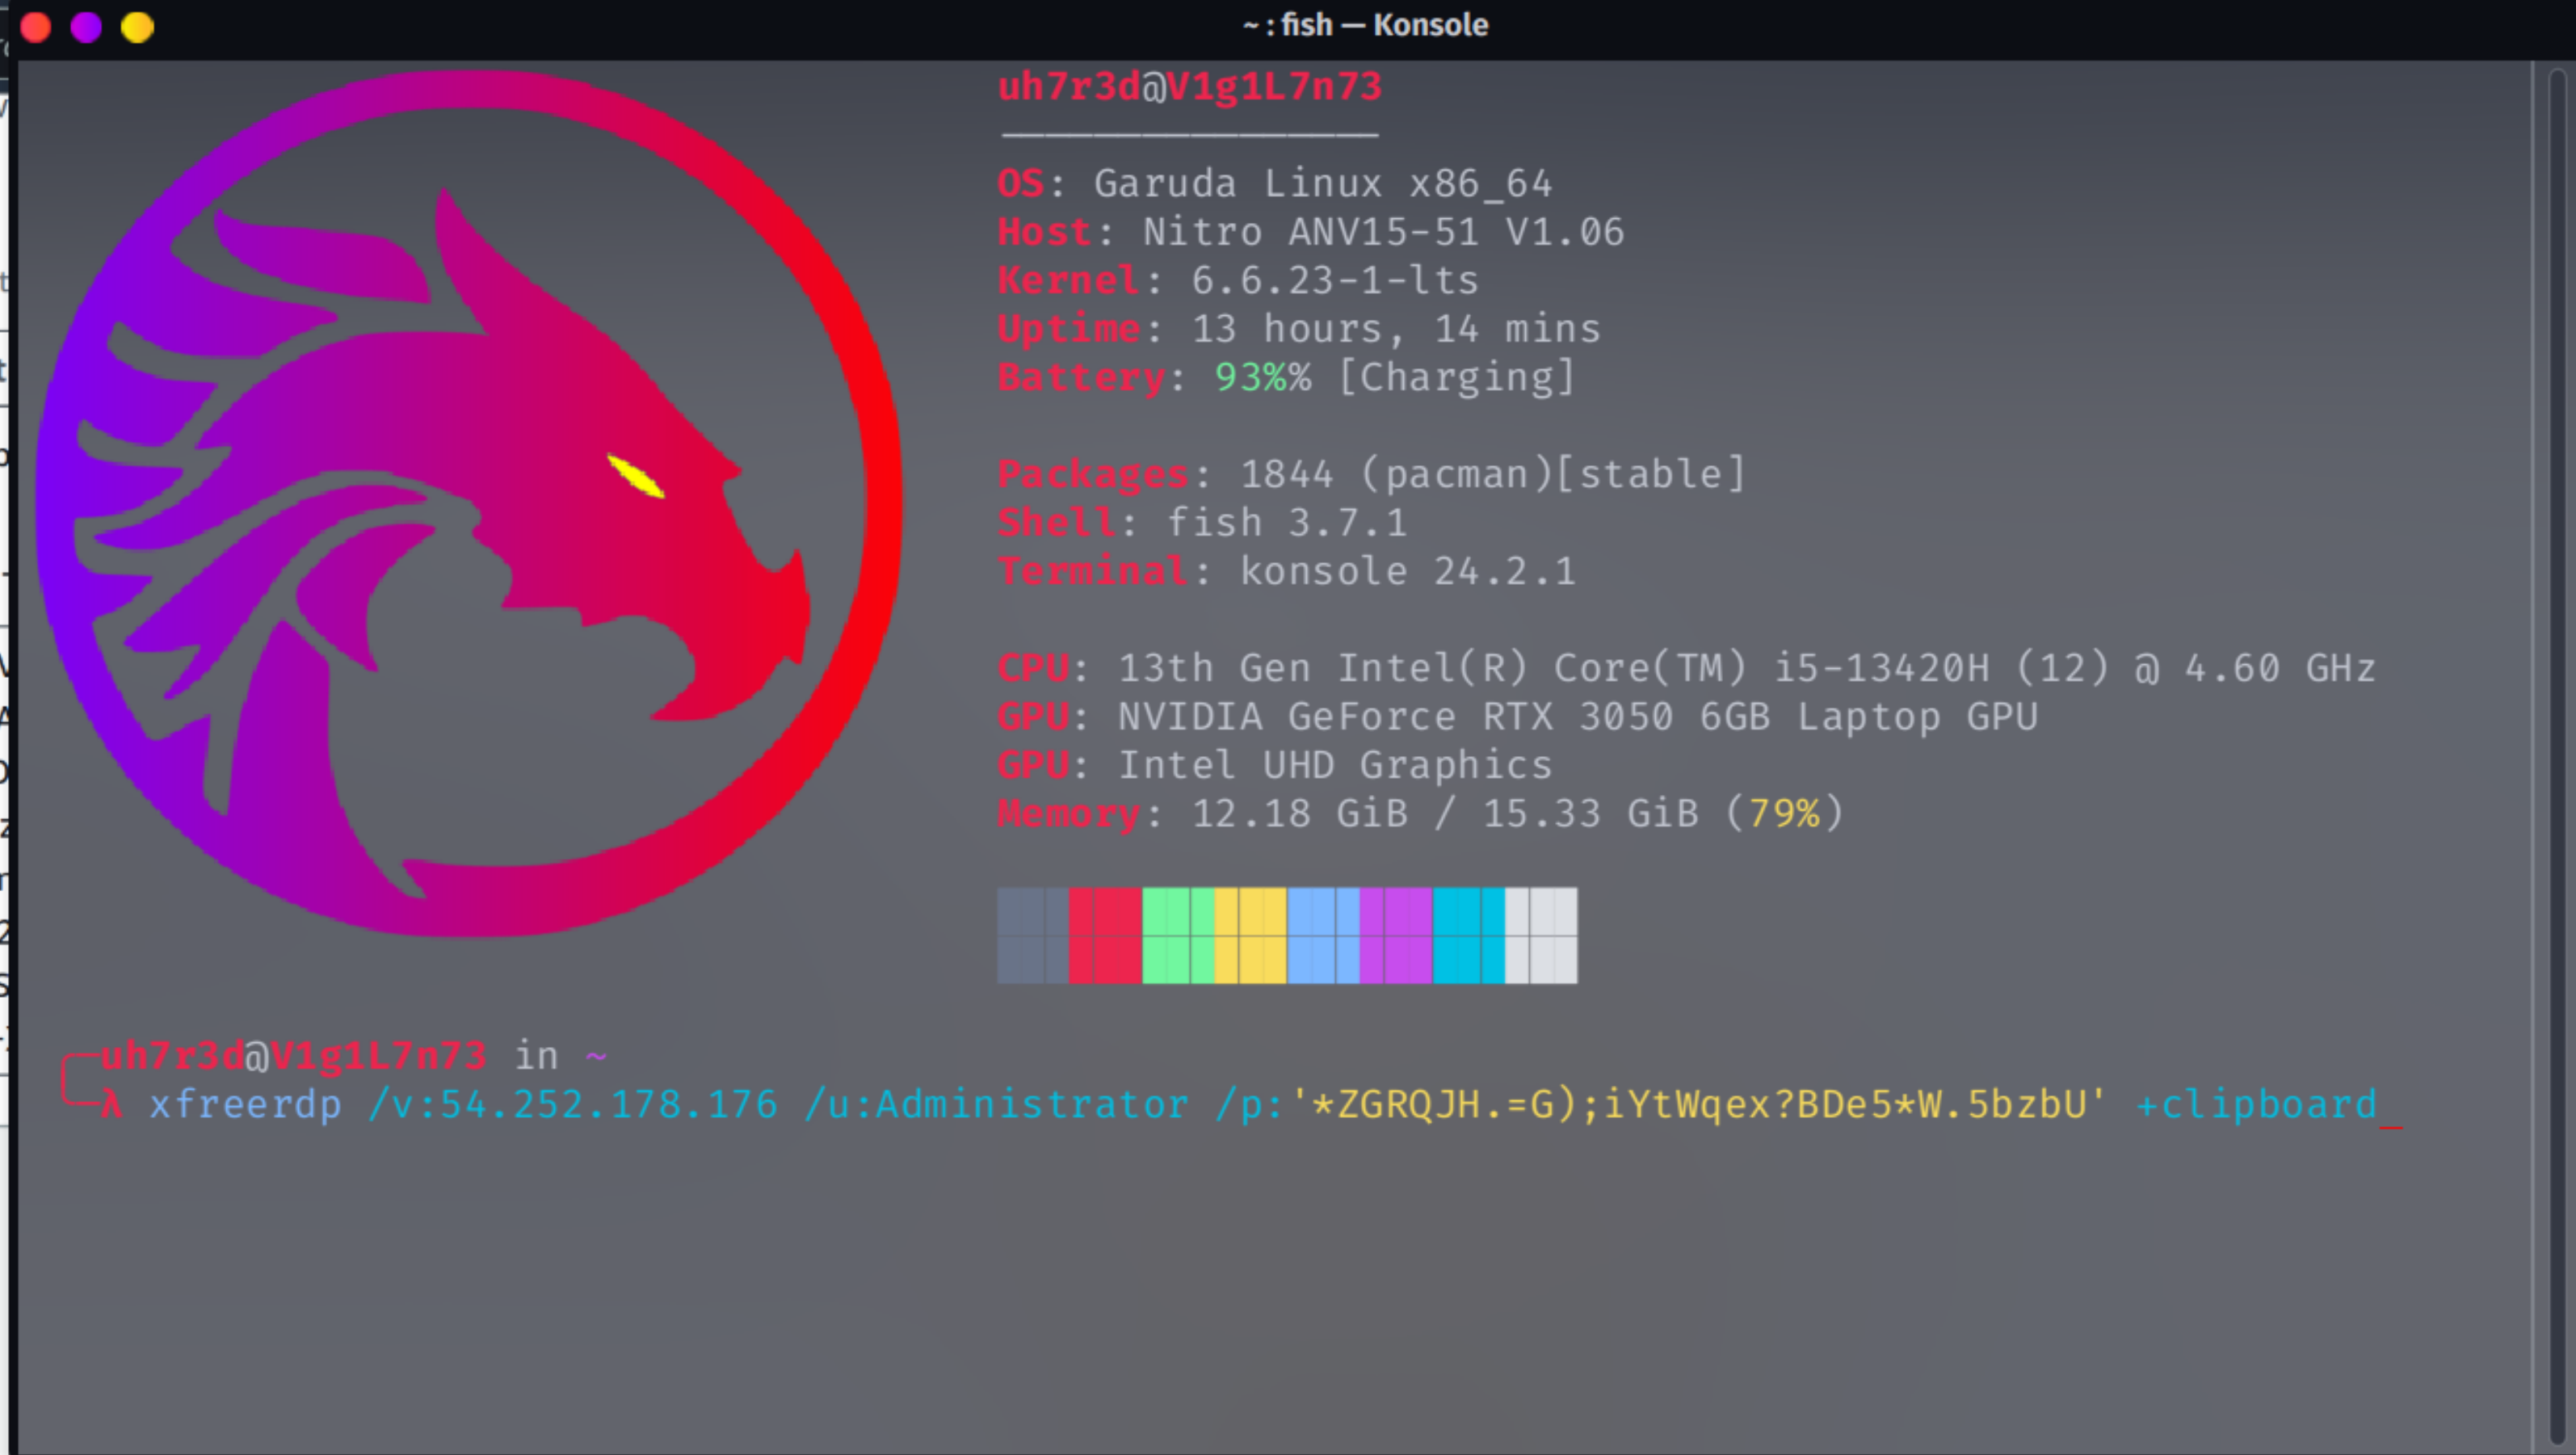 ~ : fish — Konsole
uh7r3d@V1g1L7n73
OS: Garuda Linux x86_64
Host: Nitro ANV15-51 V1.06
Kernel: 6.6.23-1-lts
Uptime: 13 hours, 14 mins
Battery: 93%% [Charging]
Packages: 1844 (pacman)[stable]
Shell: fish 3.7.1
Terminal: konsole 24.2.1
CPU: 13th Gen Intel(R) Core(TM) i5-13420H (12) @ 4.60 GHz
GPU: NVIDIA GeForce RTX 3050 6GB Laptop GPU
GPU: Intel UHD Graphics
Memory: 12.18 GiB / 15.33 GiB (79%)
uh7r3d@V1g1L7n73 in ~
λ xfreerdp /v:54.252.178.176 /u:Administrator /p:'*ZGRQJH.=G);iYtWqex?BDe5*W.5bzbU' +clipboard_